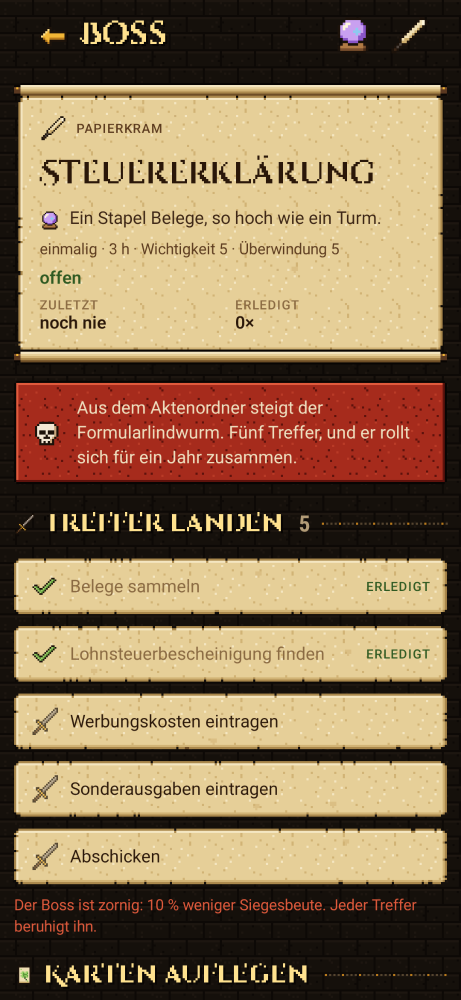 BOSS
PAPIERKRAM
STEUERERKLÄRUNG
Ein Stapel Belege, so hoch wie ein Turm.
einmalig · 3 h · Wichtigkeit 5 · Überwindung 5
offen
ZULETZT ERLEDIGT
noch nie 0×
Aus dem Aktenordner steigt der
Formularlindwurm. Fünf Treffer, und er rollt
sich für ein Jahr zusammen.
TREFFER LANDEN 5
Belege sammeln ERLEDIGT
Lohnsteuerbescheinigung finden ERLEDIGT
Werbungskosten eintragen
Sonderausgaben eintragen
Abschicken
Der Boss ist zornig: 10 % weniger Siegesbeute. Jeder Treffer
beruhigt ihn.
KARTEN AUFLEGEN